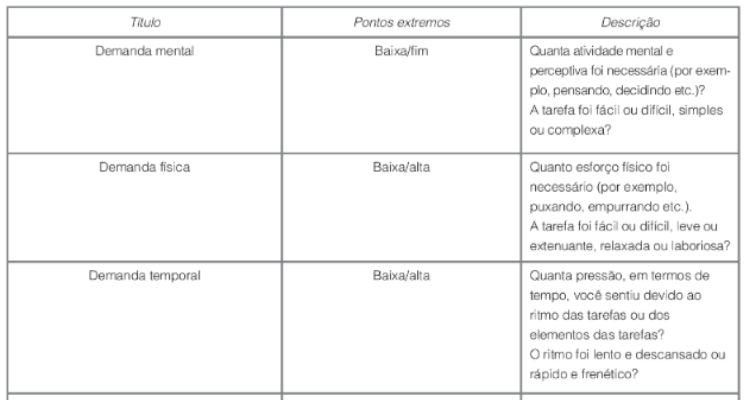 Título Pontos extremos Descrição
Demanda mental Baixa/fim Quanta atividade mental e
perceptiva foi necessária (por exem-
plo, pensando, decidindo etc.)?
A tarefa foi fácil ou difícil, simples
ou complexa?
Demanda física Baixa/alta Quanto esforço físico foi
necessário (por exemplo,
puxando, empurrando etc.).
A tarefa foi fácil ou difícil, leve ou
extenuante, relaxada ou laboriosa?
Demanda temporal Baixa/alta Quanta pressão, em termos de
tempo, você sentiu devido ao
ritmo das tarefas ou dos
elementos das tarefas?
O ritmo foi lento e descansado ou
rápido e frenético?